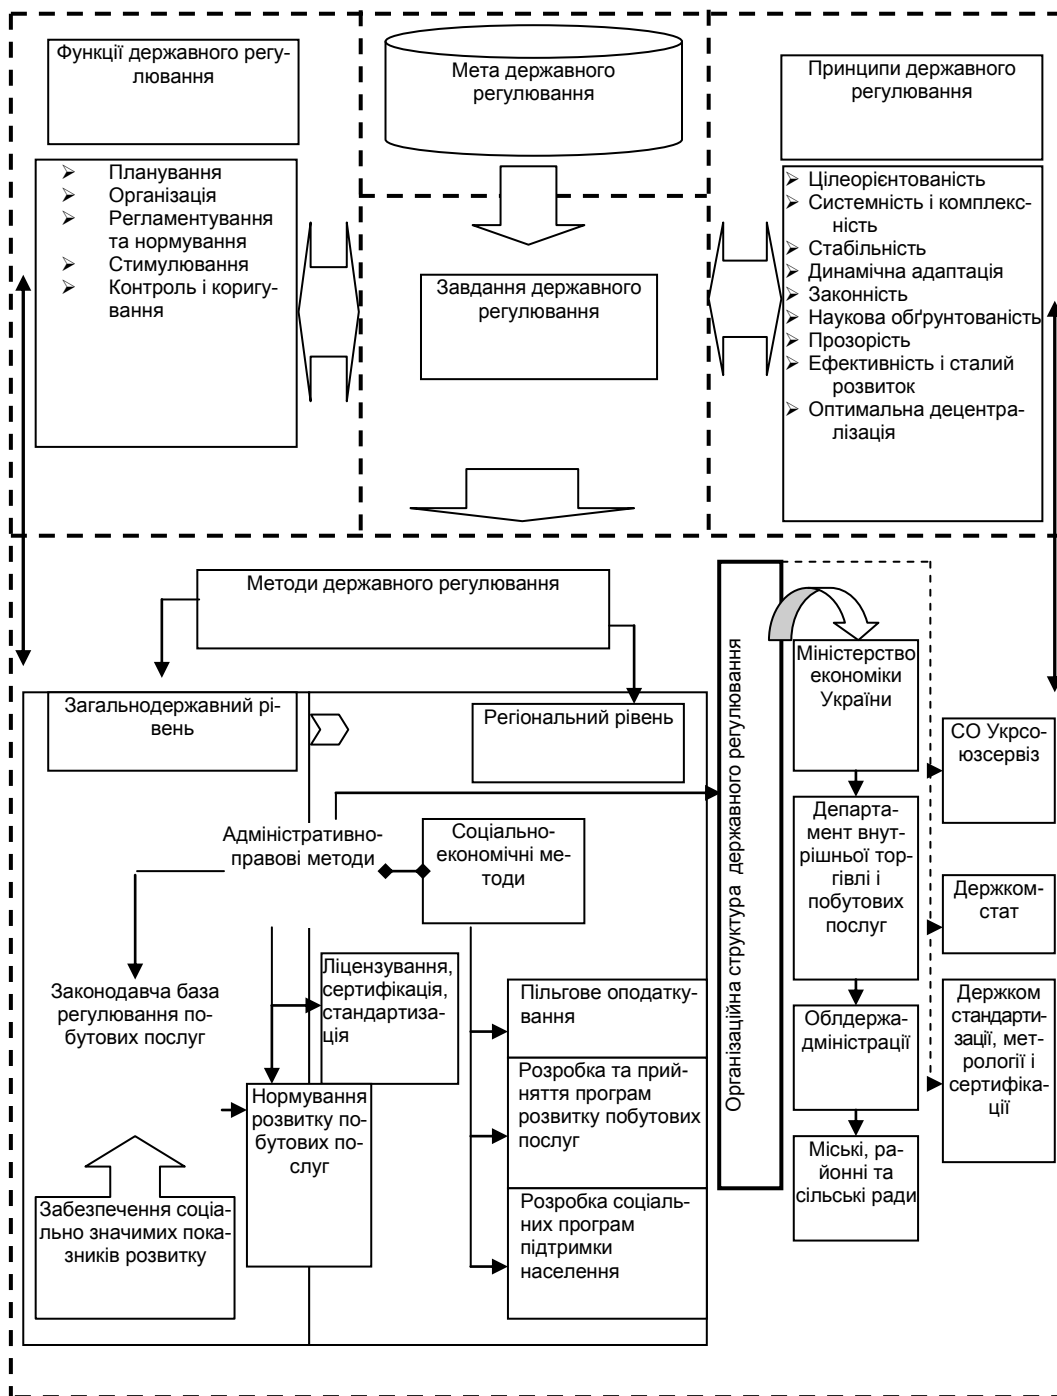 Функції державного регу-
лювання
Мета державного
регулювання
Принципи державного
регулювання
Планування
Організація
Регламентування
та нормування
Стимулювання
Контроль і коригу-
вання
Завдання державного
регулювання
Цілеорієнтованість
Системність і комплекс-
ність
Стабільність
Динамічна адаптація
Законність
Наукова обґрунтованість
Прозорість
Ефективність і сталий
розвиток
Оптимальна децентра-
лізація
Методи державного регулювання
Загальнодержавний рі-
вень
Регіональний рівень
Адміністративно-
правові методи
Соціально-
економічні ме-
тоди
Законодавча база
регулювання по-
бутових послуг
Ліцензування,
сертифікація,
стандартиза-
ція
Нормування
розвитку по-
бутових по-
слуг
Забезпечення соціа-
льно значимих пока-
зників розвитку
Пільгове оподатку-
вання
Розробка та прий-
няття програм
розвитку побутових
послуг
Розробка соціаль-
них програм
підтримки
населення
Організаційна структура державного регулювання
Міністерство
економіки
України
Департа-
мент внут-
рішньої тор-
гівлі і
побутових
послуг
Облдержа-
дміністрації
Міські, ра-
йонні та
сільські ради
СО Укрсо-
юзсервіз
Держком-
стат
Держком
стандарти-
зації, мет-
рології і
сертифіка-
ції